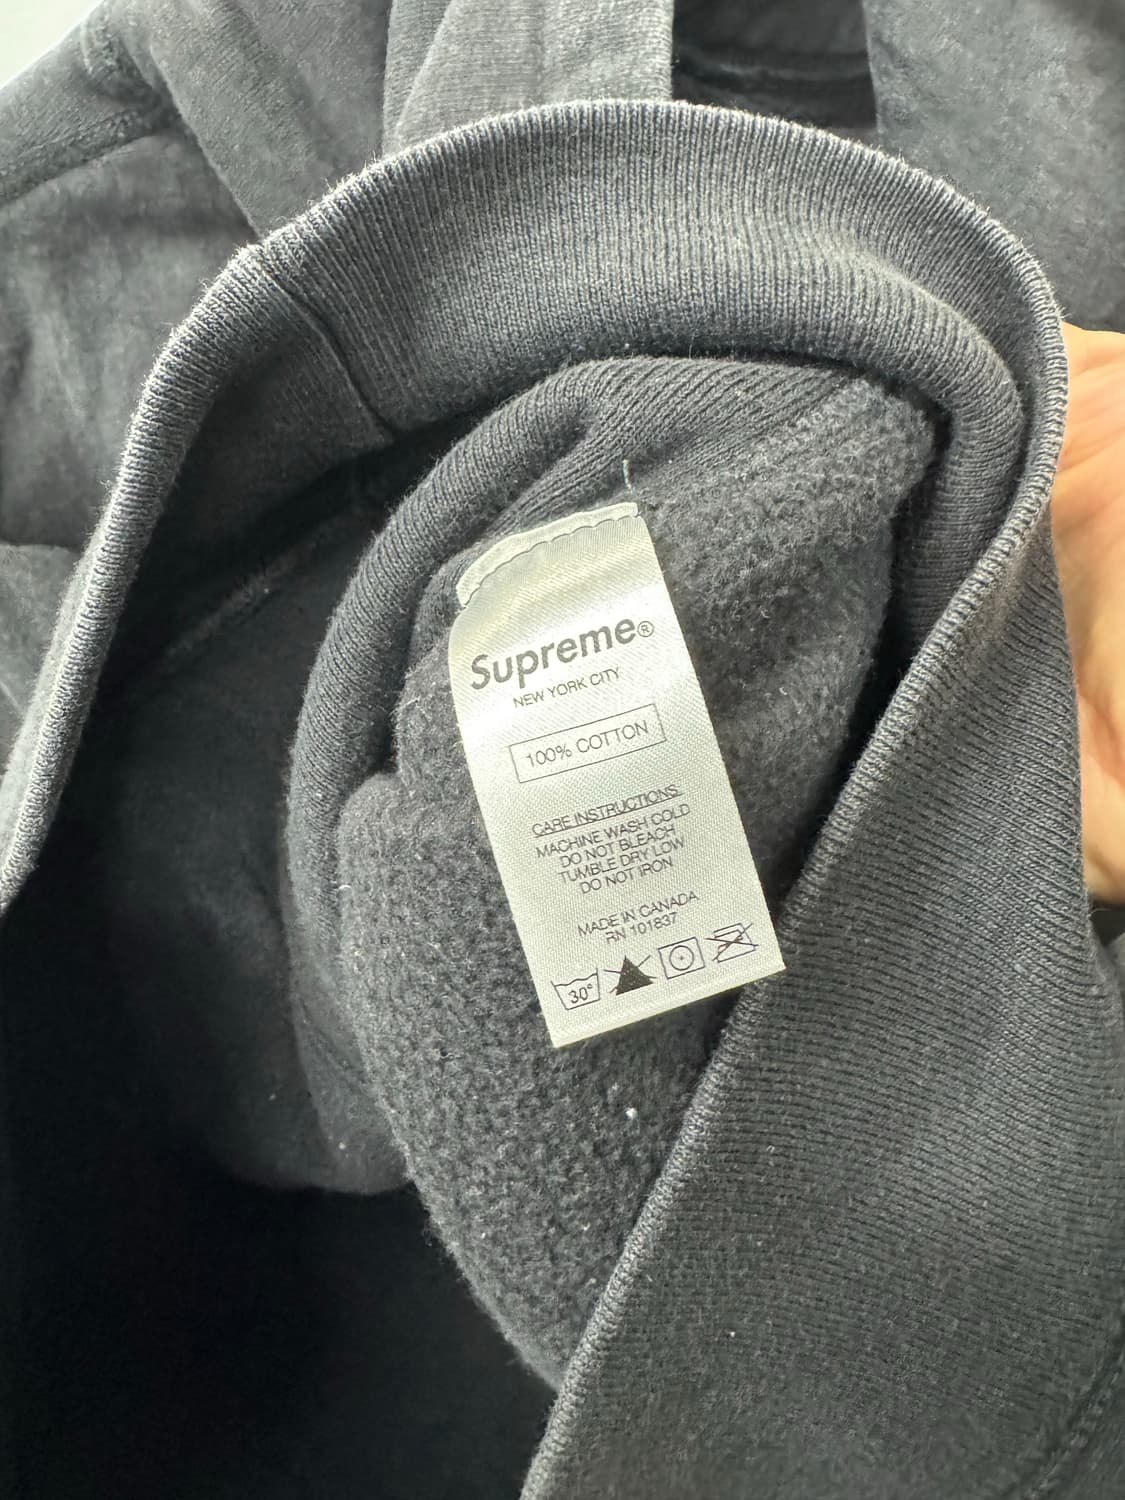 Supreme®
NEW YORK CITY
100% COTTON
CARE INSTRUCTIONS
MACHINE WASH COLD
DO NOT BLEACH
TUMBLE DRY LOW
DO NOT IRON
MADE IN CANADA
RN 101837
30°